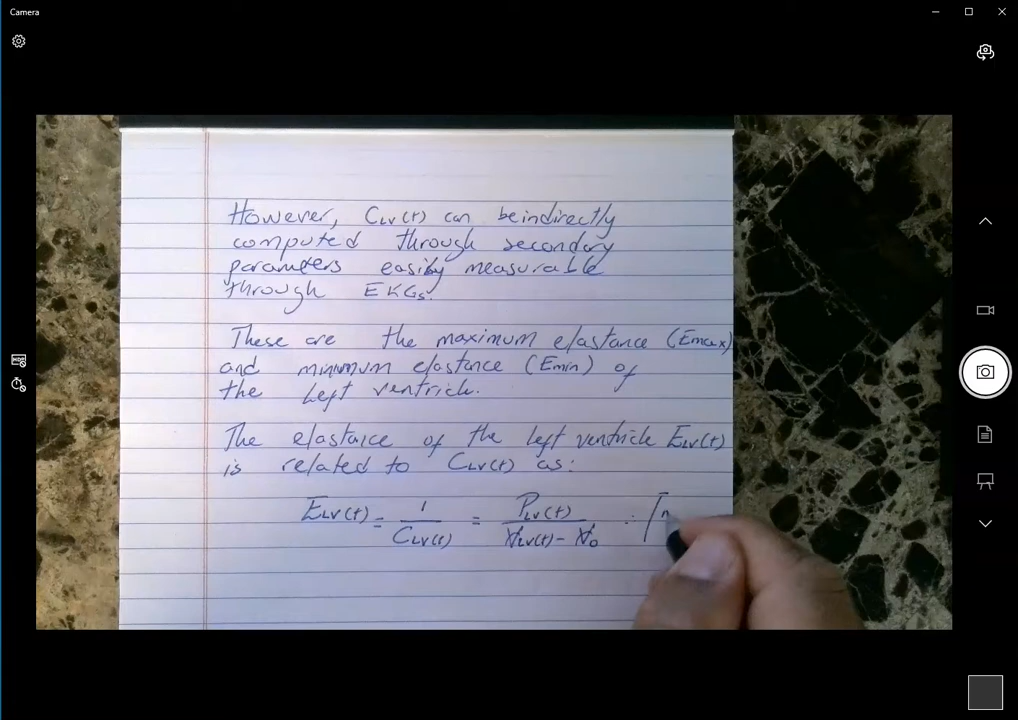 Camera
However, CLV(t) can be indirectly
computed through secondary
parameters easily measurable
through EKGs.
These are the maximum elastance (Emax)
and minimum elastance (Emin) of
the Left ventricle.
The elastance of the left ventricle ELV(t)
is related to CLV(t) as:
ELV(t) = 1/CLV(t) = PLV(t)/(VLV(t) - V0) ∴ [m